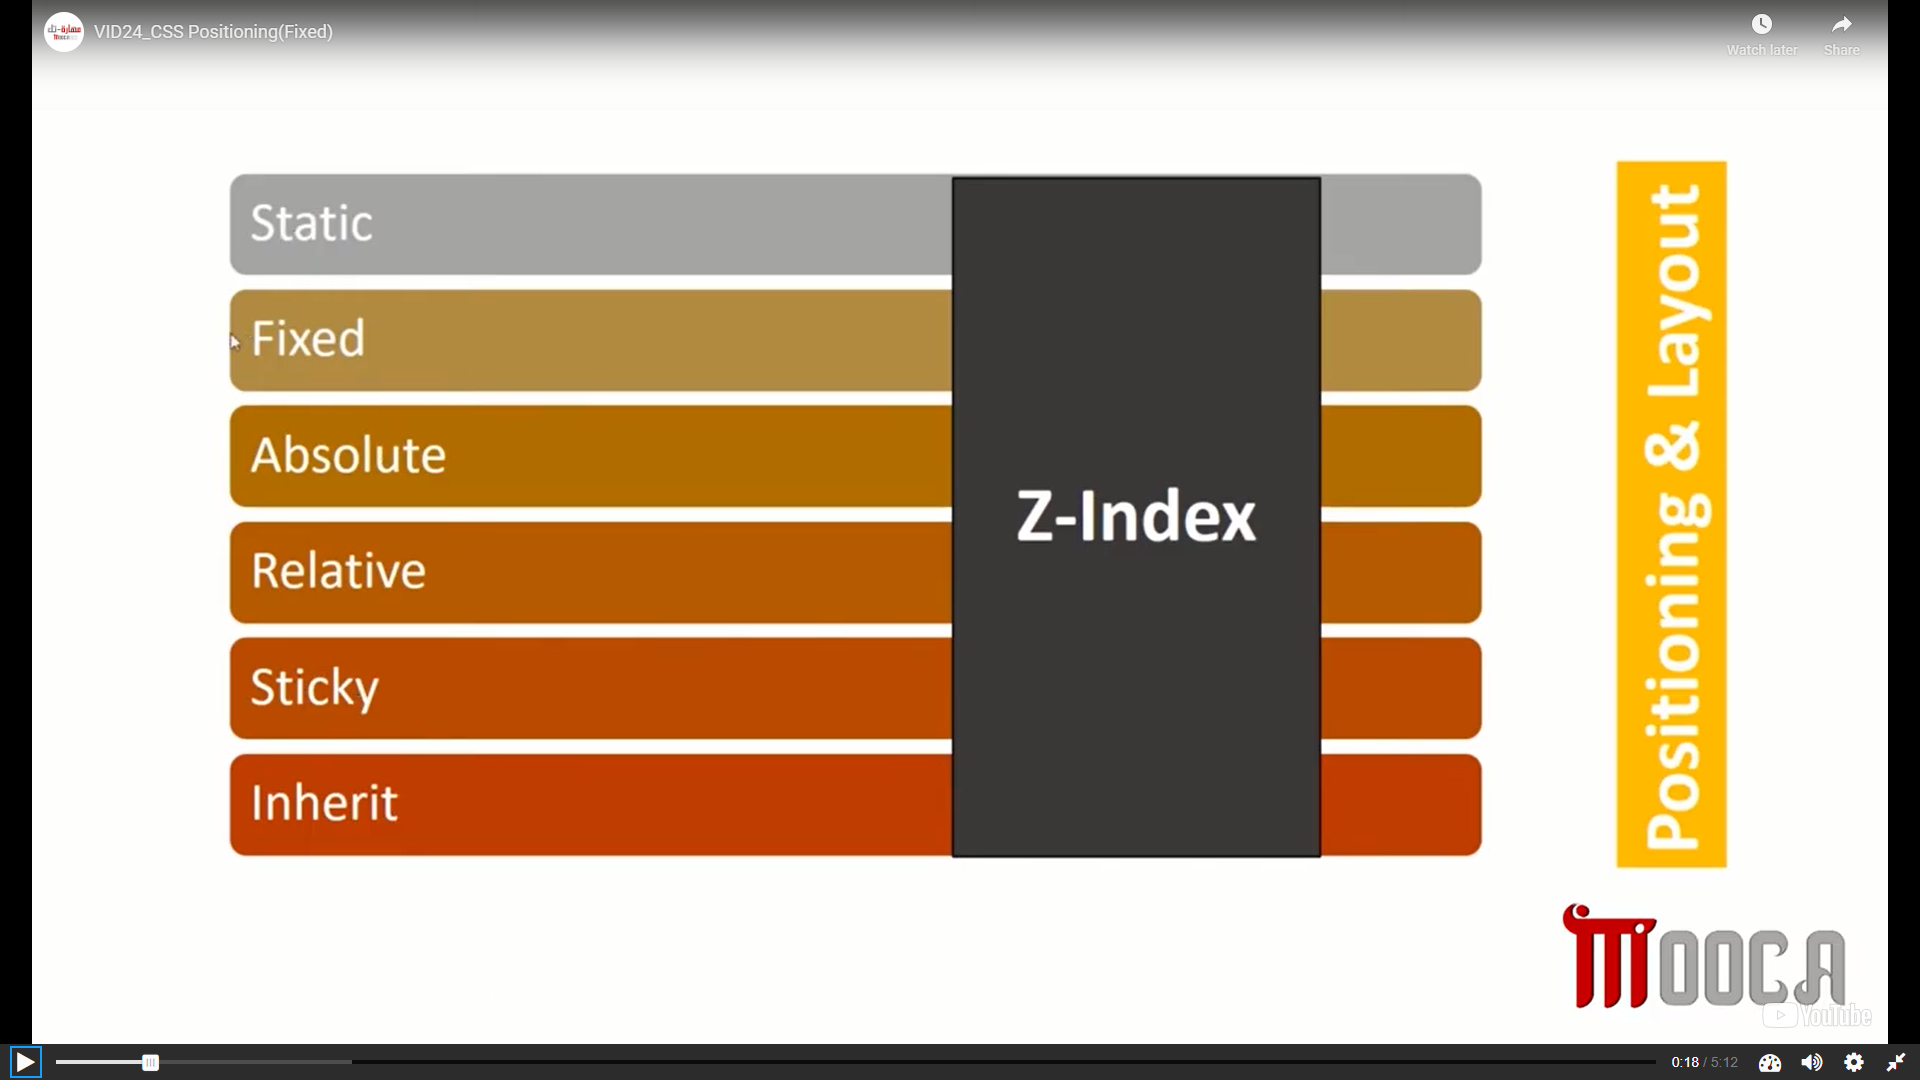 VID24_CSS Positioning(Fixed)
Watch later
Share
Static
Fixed
Absolute
Relative
Sticky
Inherit
Z-Index
Positioning & Layout
MOOCA
YouTube
0:18 / 5:12